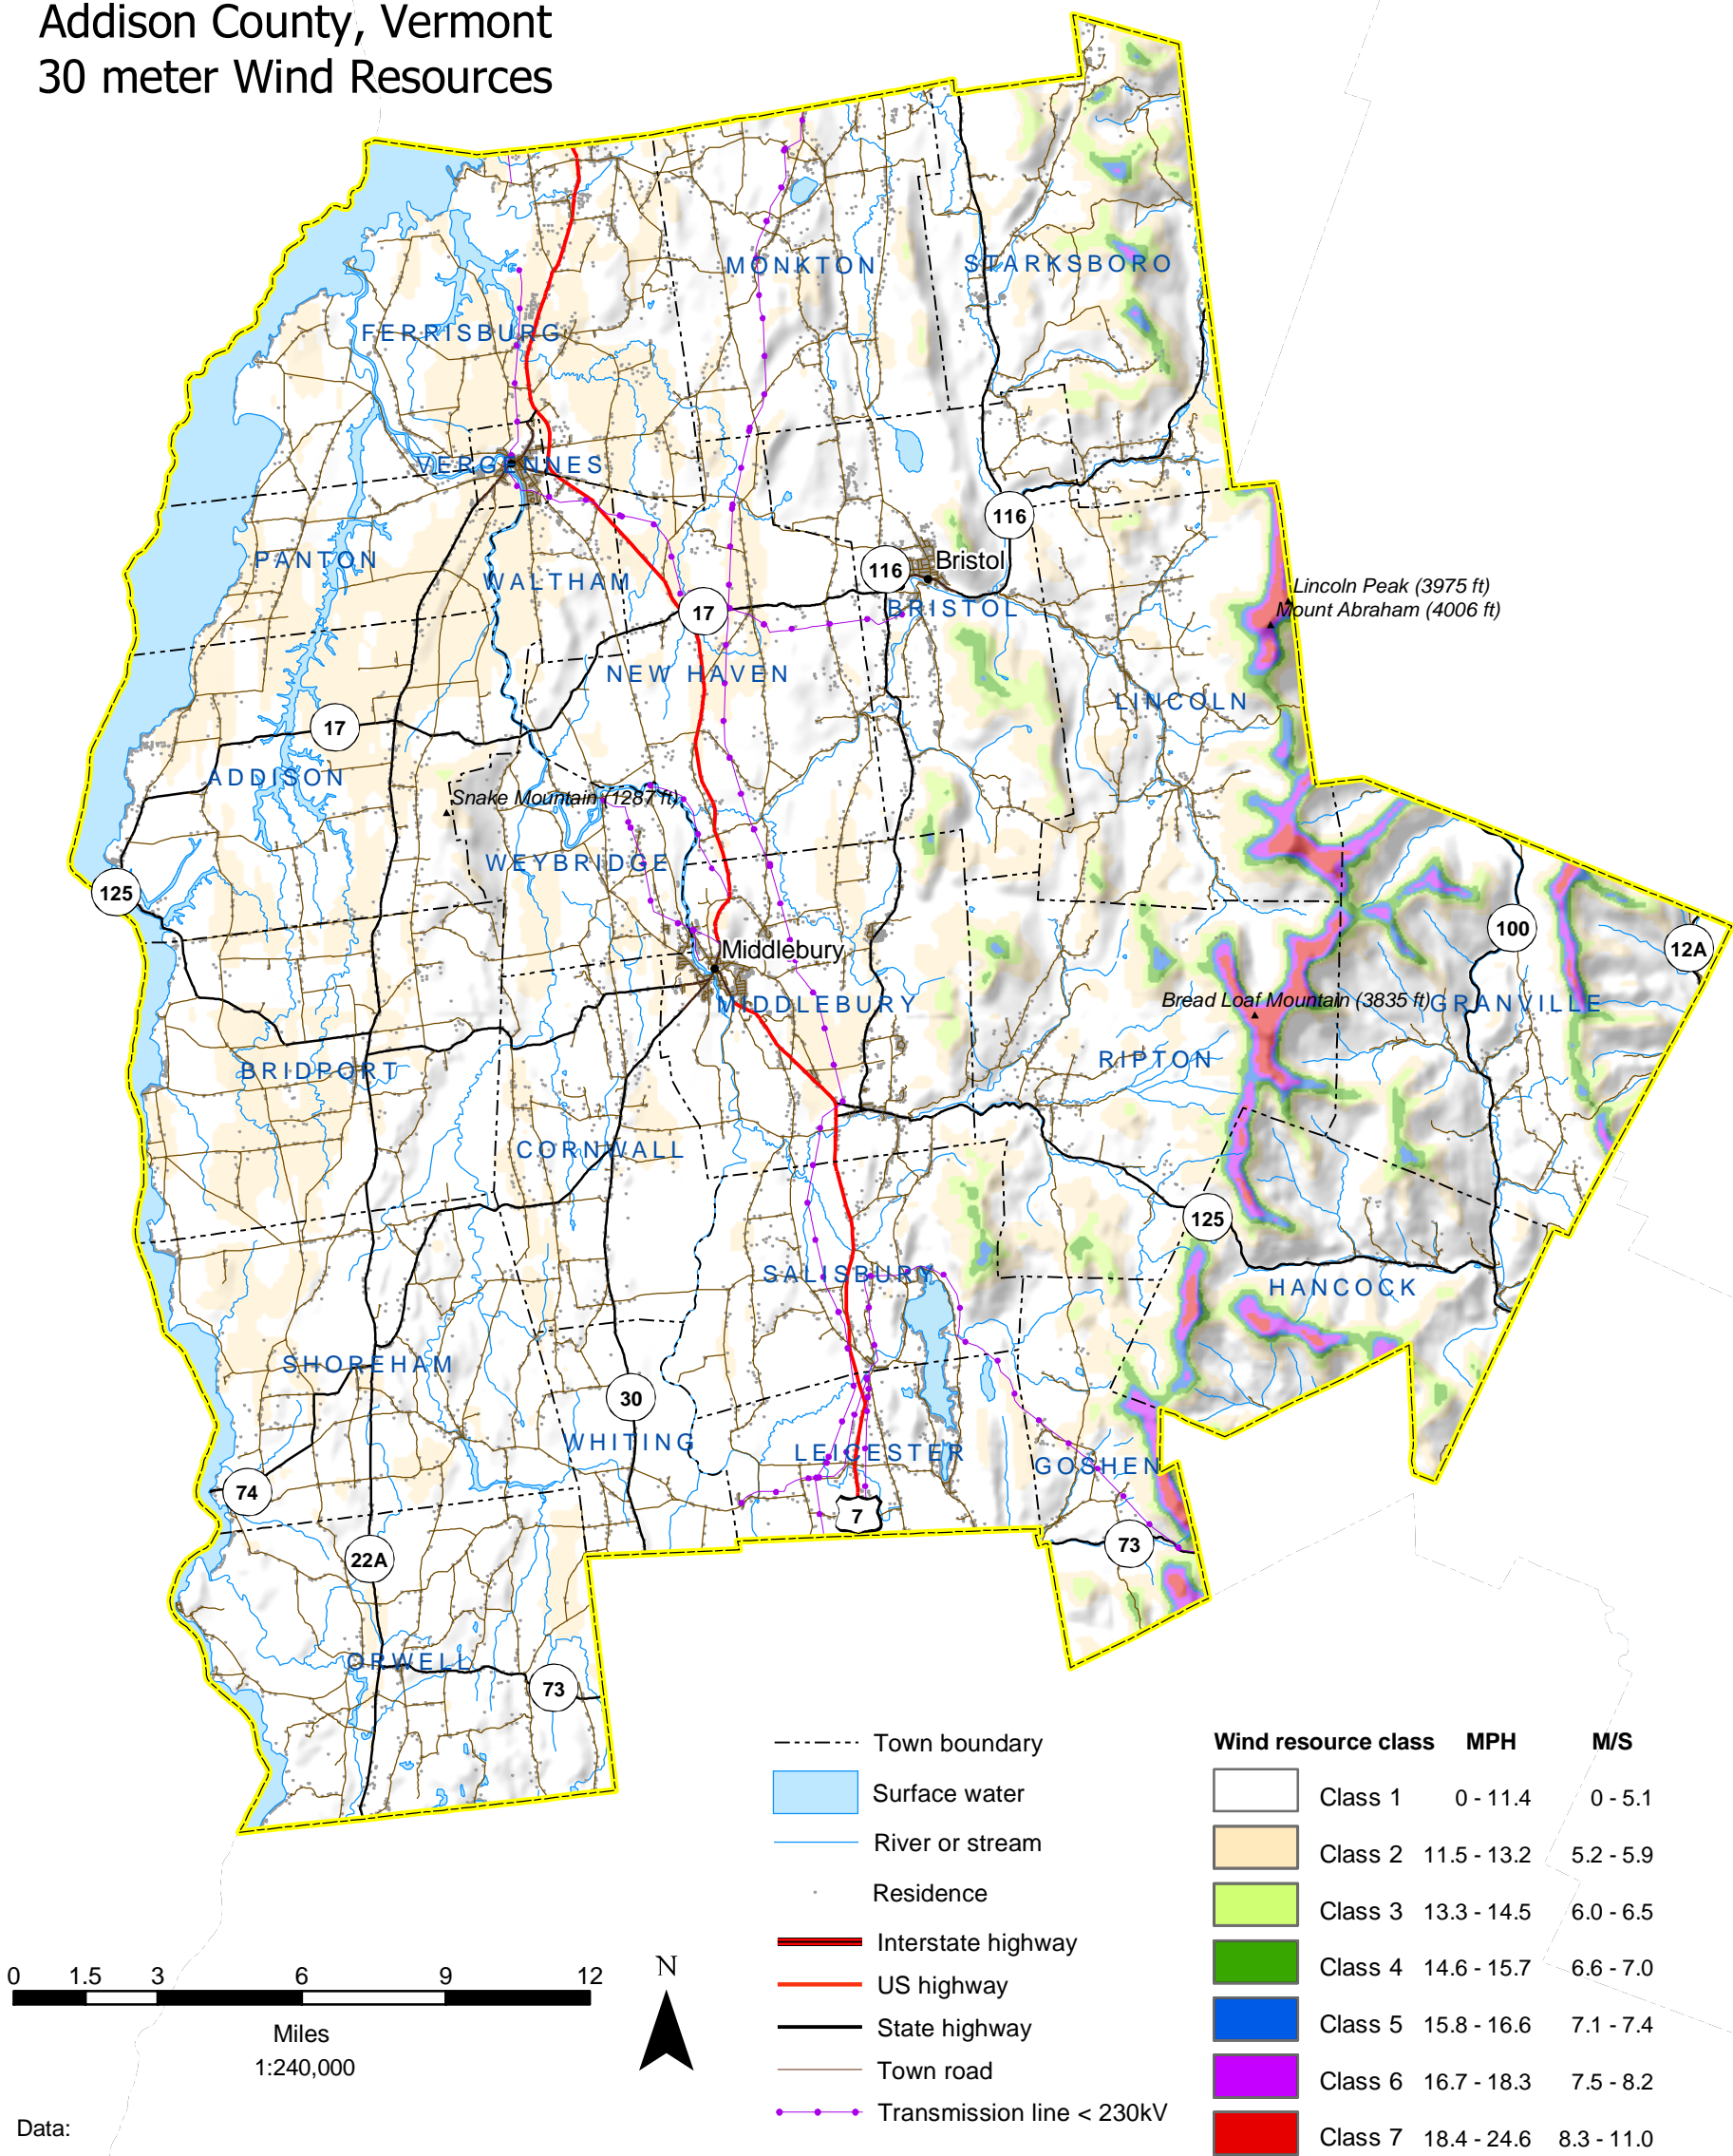 Addison County, Vermont
30 meter Wind Resources
MONKTON
STARKSBORO
FERRISBURG
VERGENNES
116
PANTON
WALTHAM
116
Bristol
BRISTOL
Lincoln Peak (3975 ft)
Mount Abraham (4006 ft)
17
NEW HAVEN
LINCOLN
17
ADDISON
Snake Mountain (1287 ft)
WEYBRIDGE
125
100
12A
Middlebury
MIDDLEBURY
Bread Loaf Mountain (3835 ft)
GRANVILLE
BRIDPORT
RIPTON
CORNWALL
125
SALISBURY
HANCOCK
SHOREHAM
30
WHITING
LEICESTER
GOSHEN
74
7
22A
73
ORWELL
73
Town boundary
Surface water
River or stream
Residence
Interstate highway
US highway
State highway
Town road
Transmission line < 230kV
Wind resource class MPH M/S
Class 1 0 - 11.4 0 - 5.1
Class 2 11.5 - 13.2 5.2 - 5.9
Class 3 13.3 - 14.5 6.0 - 6.5
Class 4 14.6 - 15.7 6.6 - 7.0
Class 5 15.8 - 16.6 7.1 - 7.4
Class 6 16.7 - 18.3 7.5 - 8.2
Class 7 18.4 - 24.6 8.3 - 11.0
0 1.5 3 6 9 12
Miles
1:240,000
N
Data: